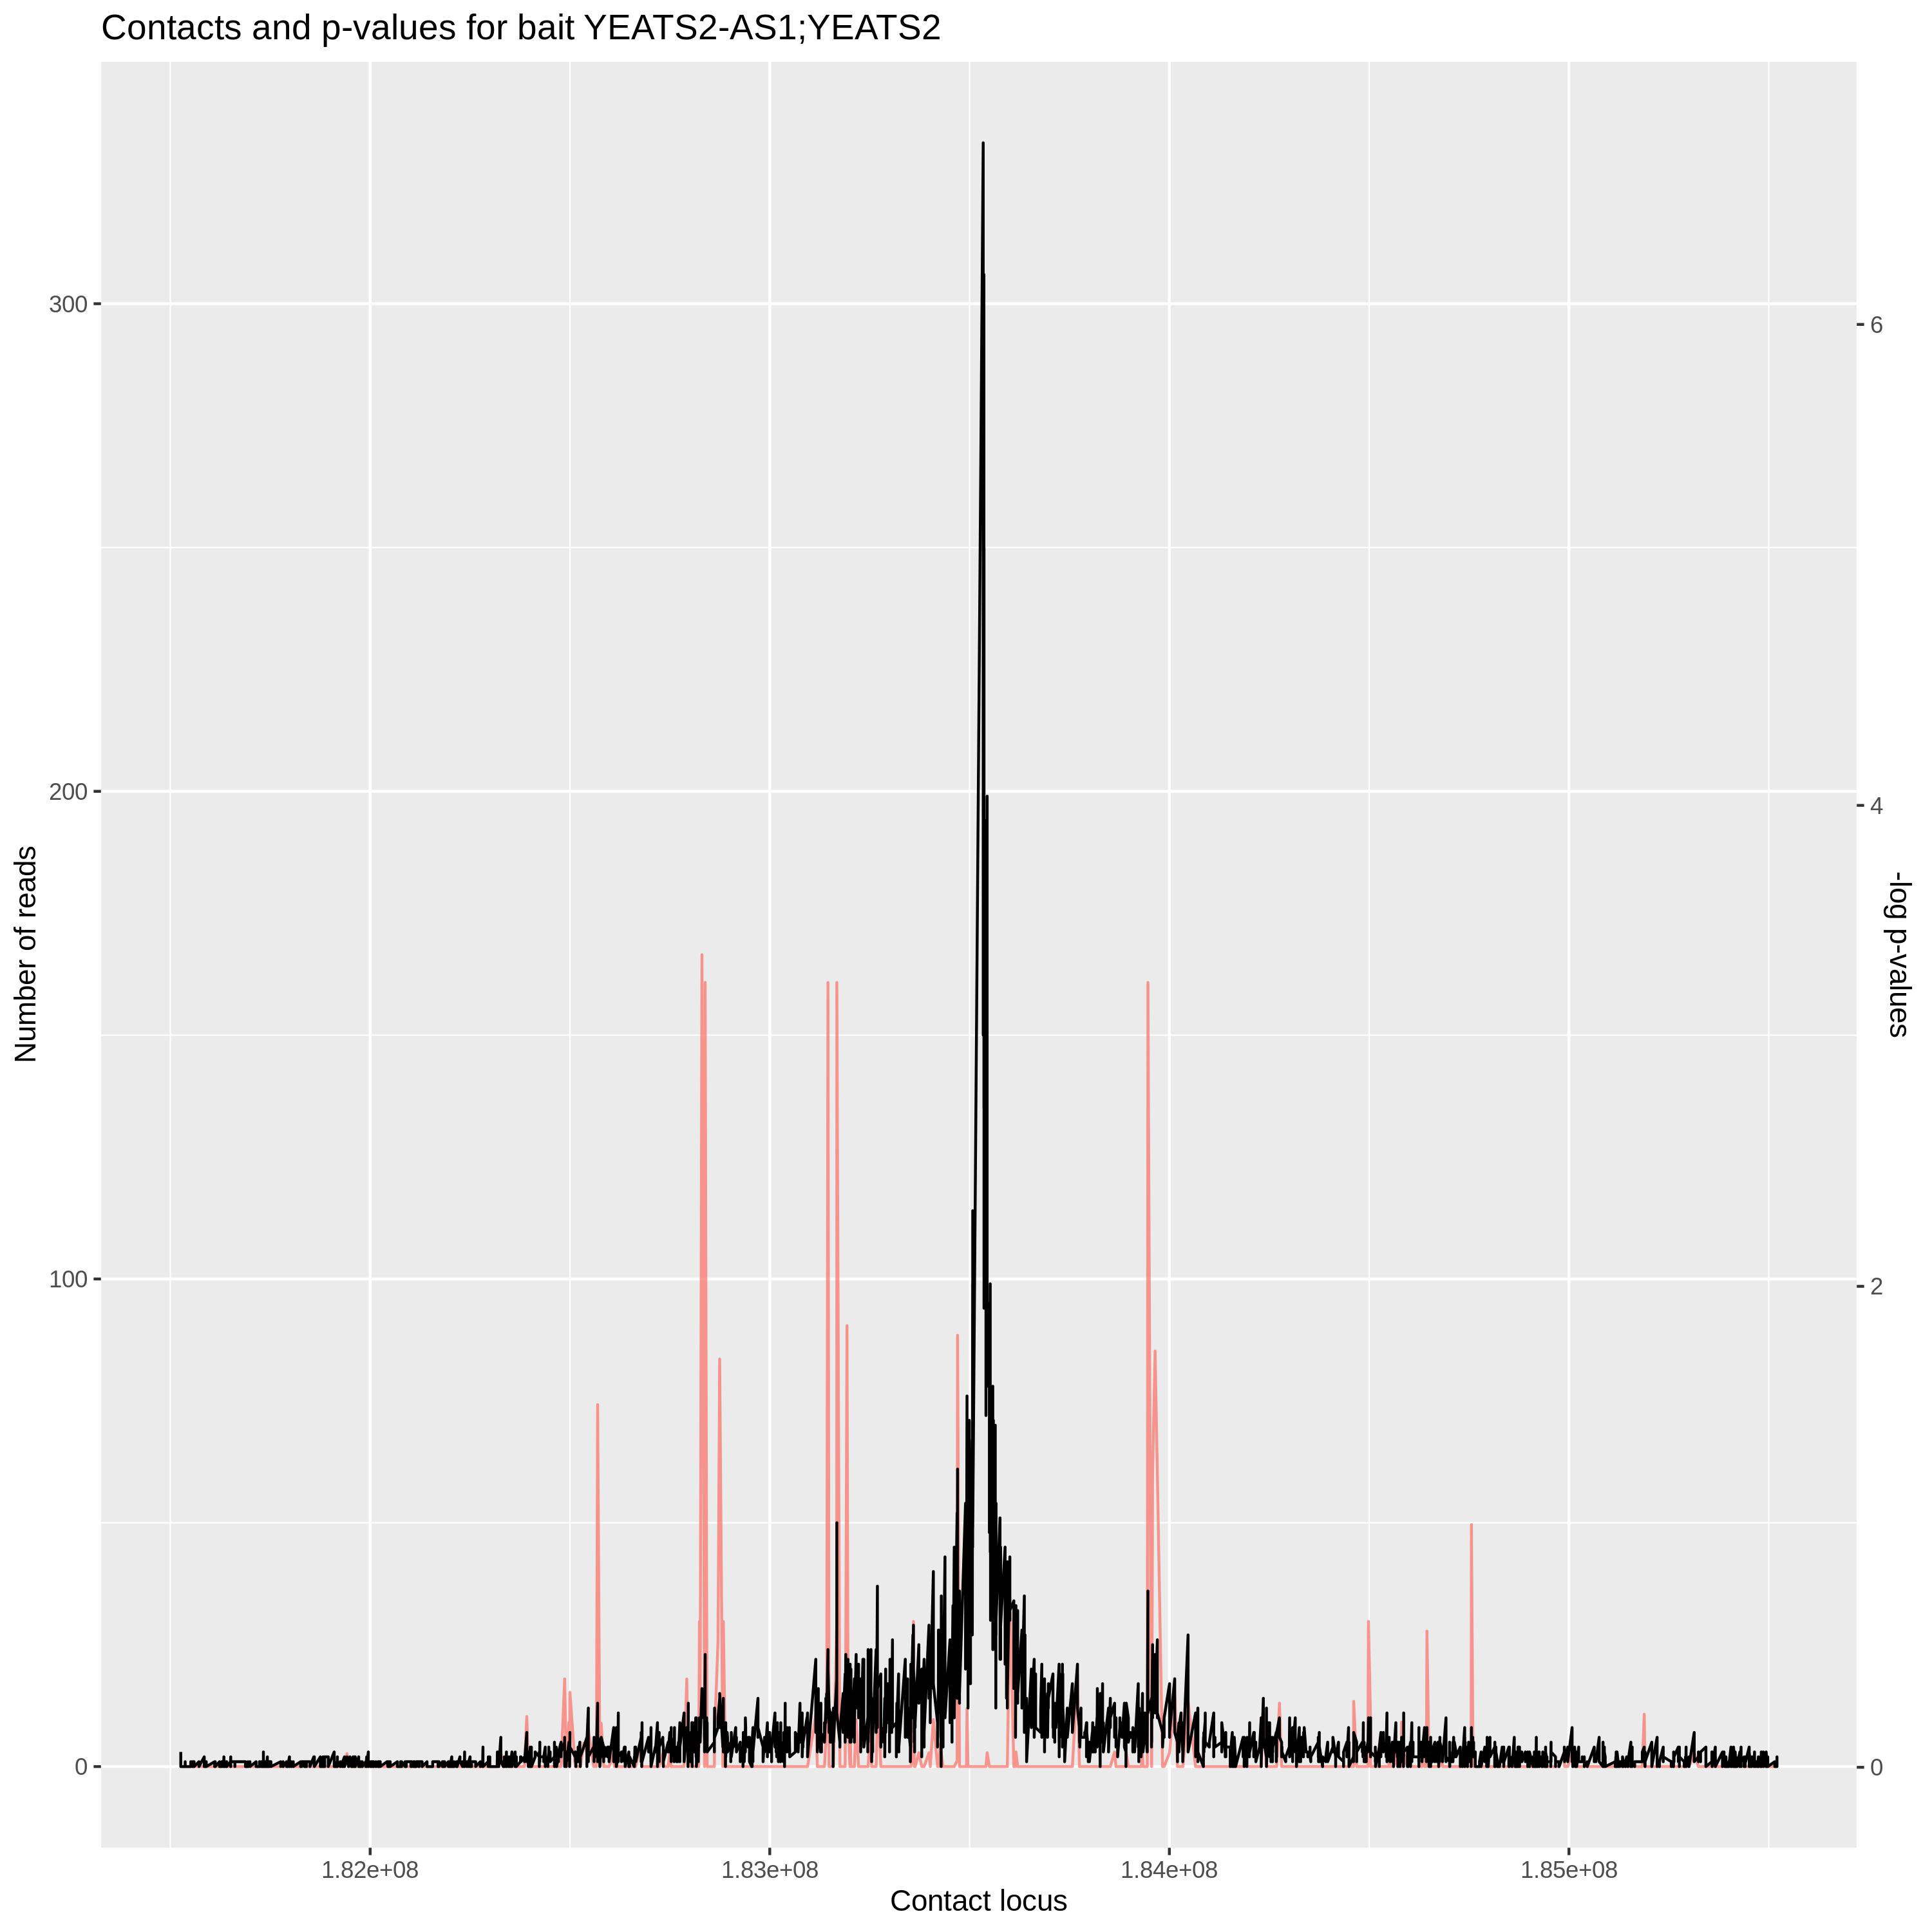 Contacts and p-values for bait YEATS2-AS1;YEATS2
300
200
100
0
Number of reads
6
4
2
0
-log p-values
1.82e+08
1.83e+08
1.84e+08
1.85e+08
Contact locus